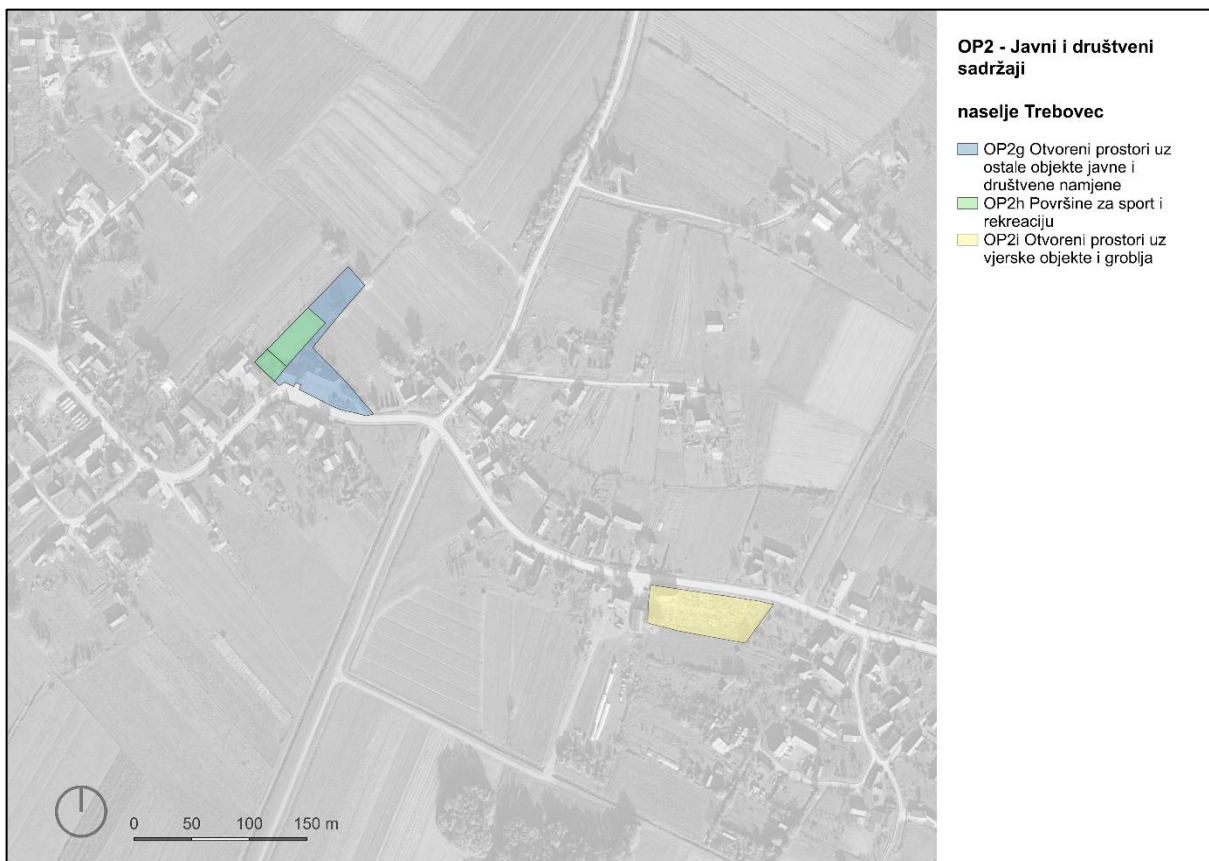 OP2 - Javni i društveni
sadržaji
naselje Trebovec
OP2g Otvoreni prostori uz
ostale objekte javne i
društvene namjene
OP2h Površine za sport i
rekreaciju
OP2i Otvoreni prostori uz
vjerske objekte i groblja
0 50 100 150 m